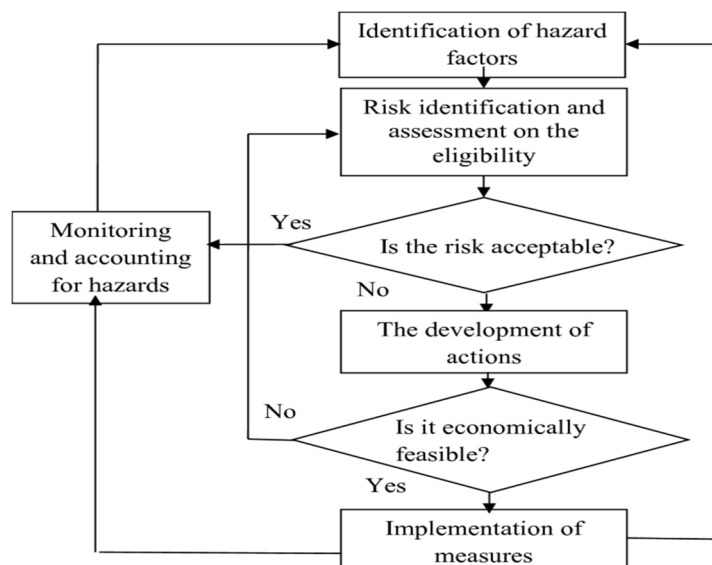 Identification of hazard
factors
Risk identification and
assessment on the
eligibility
Yes
Monitoring
and accounting
for hazards
Is the risk acceptable?
No
The development of
actions
No
Is it economically
feasible?
Yes
Implementation of
measures